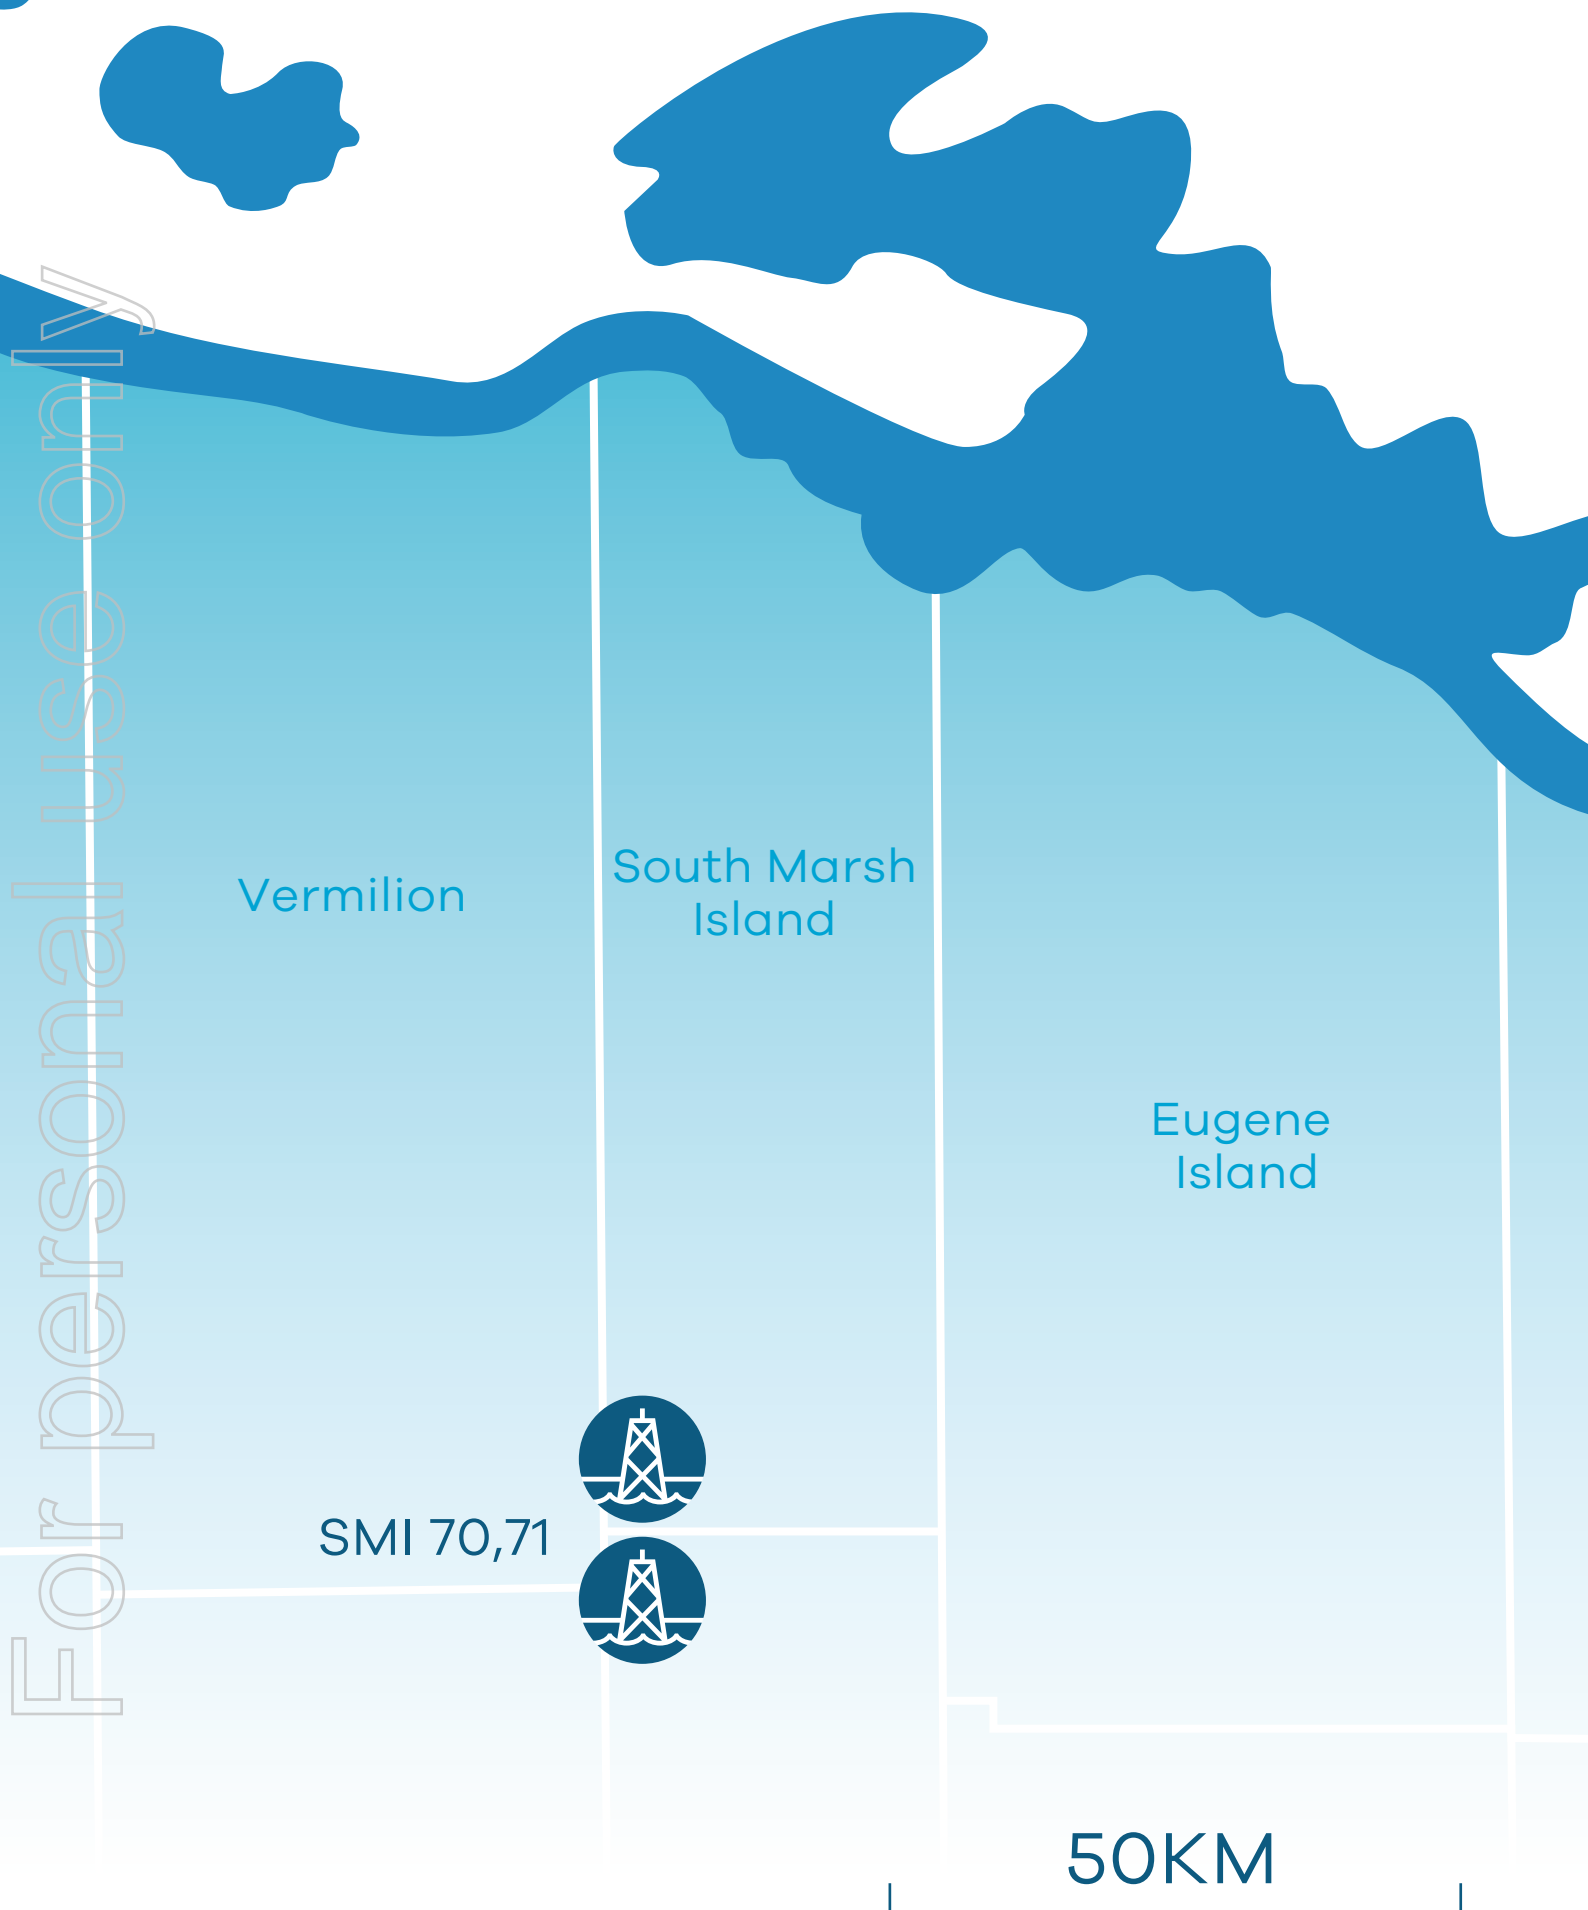 For personal use only
Vermilion
South Marsh
Island
Eugene
Island
SMI 70,71
50KM